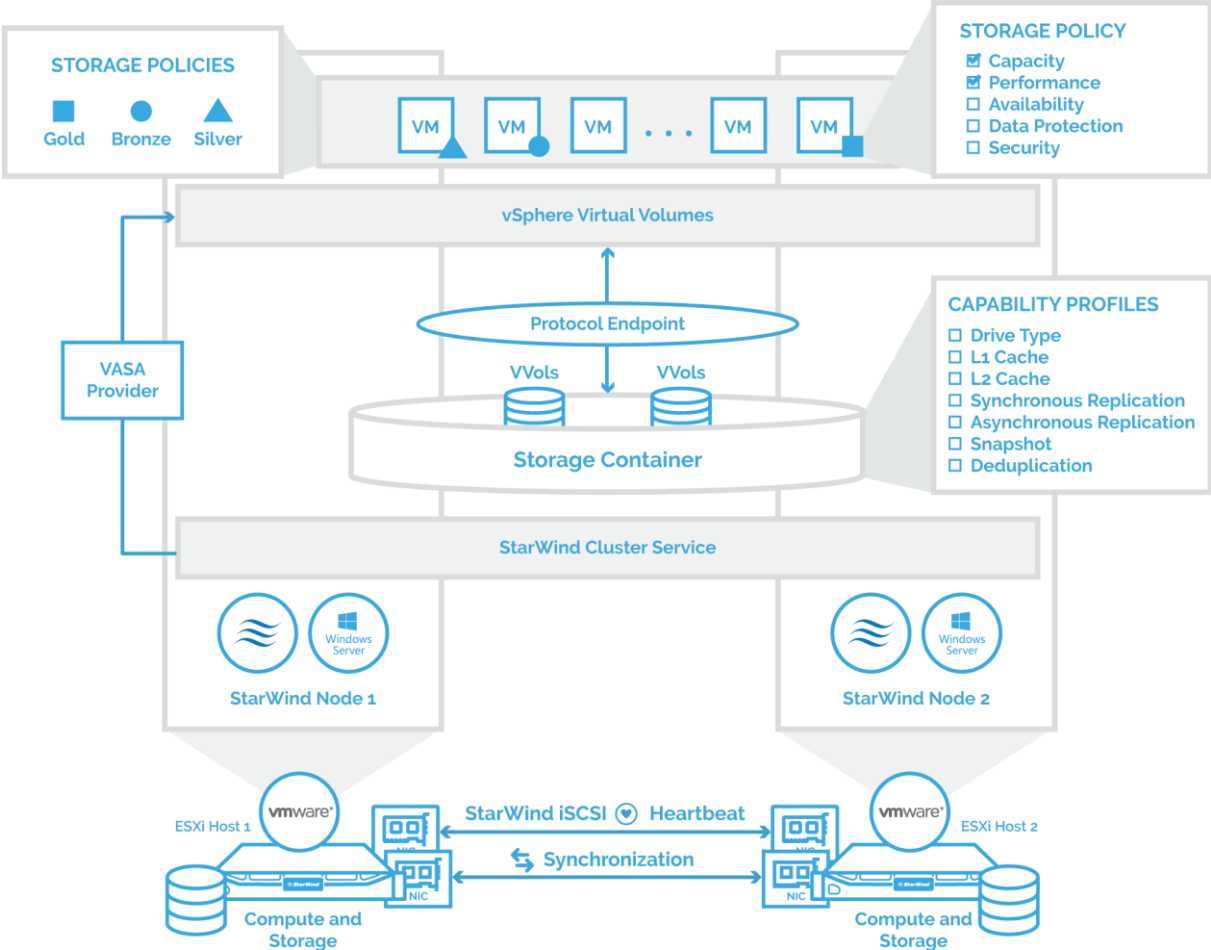 STORAGE POLICIES
Gold
Bronze
Silver
VM
VM
VM
...
VM
VM
STORAGE POLICY
Capacity
Performance
Availability
Data Protection
Security
vSphere Virtual Volumes
Protocol Endpoint
VASA
Provider
VVols
VVols
Storage Container
CAPABILITY PROFILES
Drive Type
L1 Cache
L2 Cache
Synchronous Replication
Asynchronous Replication
Snapshot
Deduplication
StarWind Cluster Service
Windows
Server
StarWind Node 1
Windows
Server
StarWind Node 2
vmware®
ESXi Host 1
NIC
StarWind iSCSI
Heartbeat
NIC
vmware®
ESXi Host 2
Synchronization
StarWind
NIC
NIC
StarWind
Compute and
Storage
Compute and
Storage